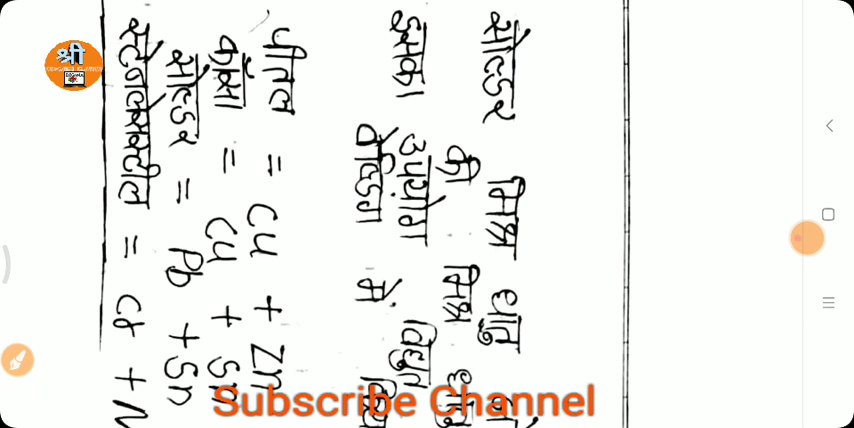 सोल्डर मिश्र धातु
की मिश्र धातु
इसका उपयोग विद्युत
वेल्डिंग में किया
पीतल = Cu + Zn
काँसा = Cu + Sn
सोल्डर = Pb + Sn
स्टेनलेसस्टील = Cr + N
श्री
Subscribe Channel